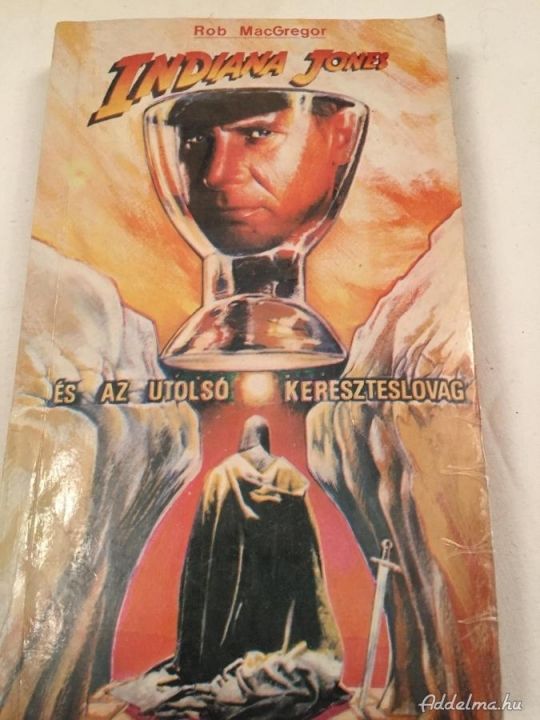 Rob MacGregor
INDIANA JONES
ÉS AZ UTOLSÓ KERESZTESLOVAG
Addelma.hu